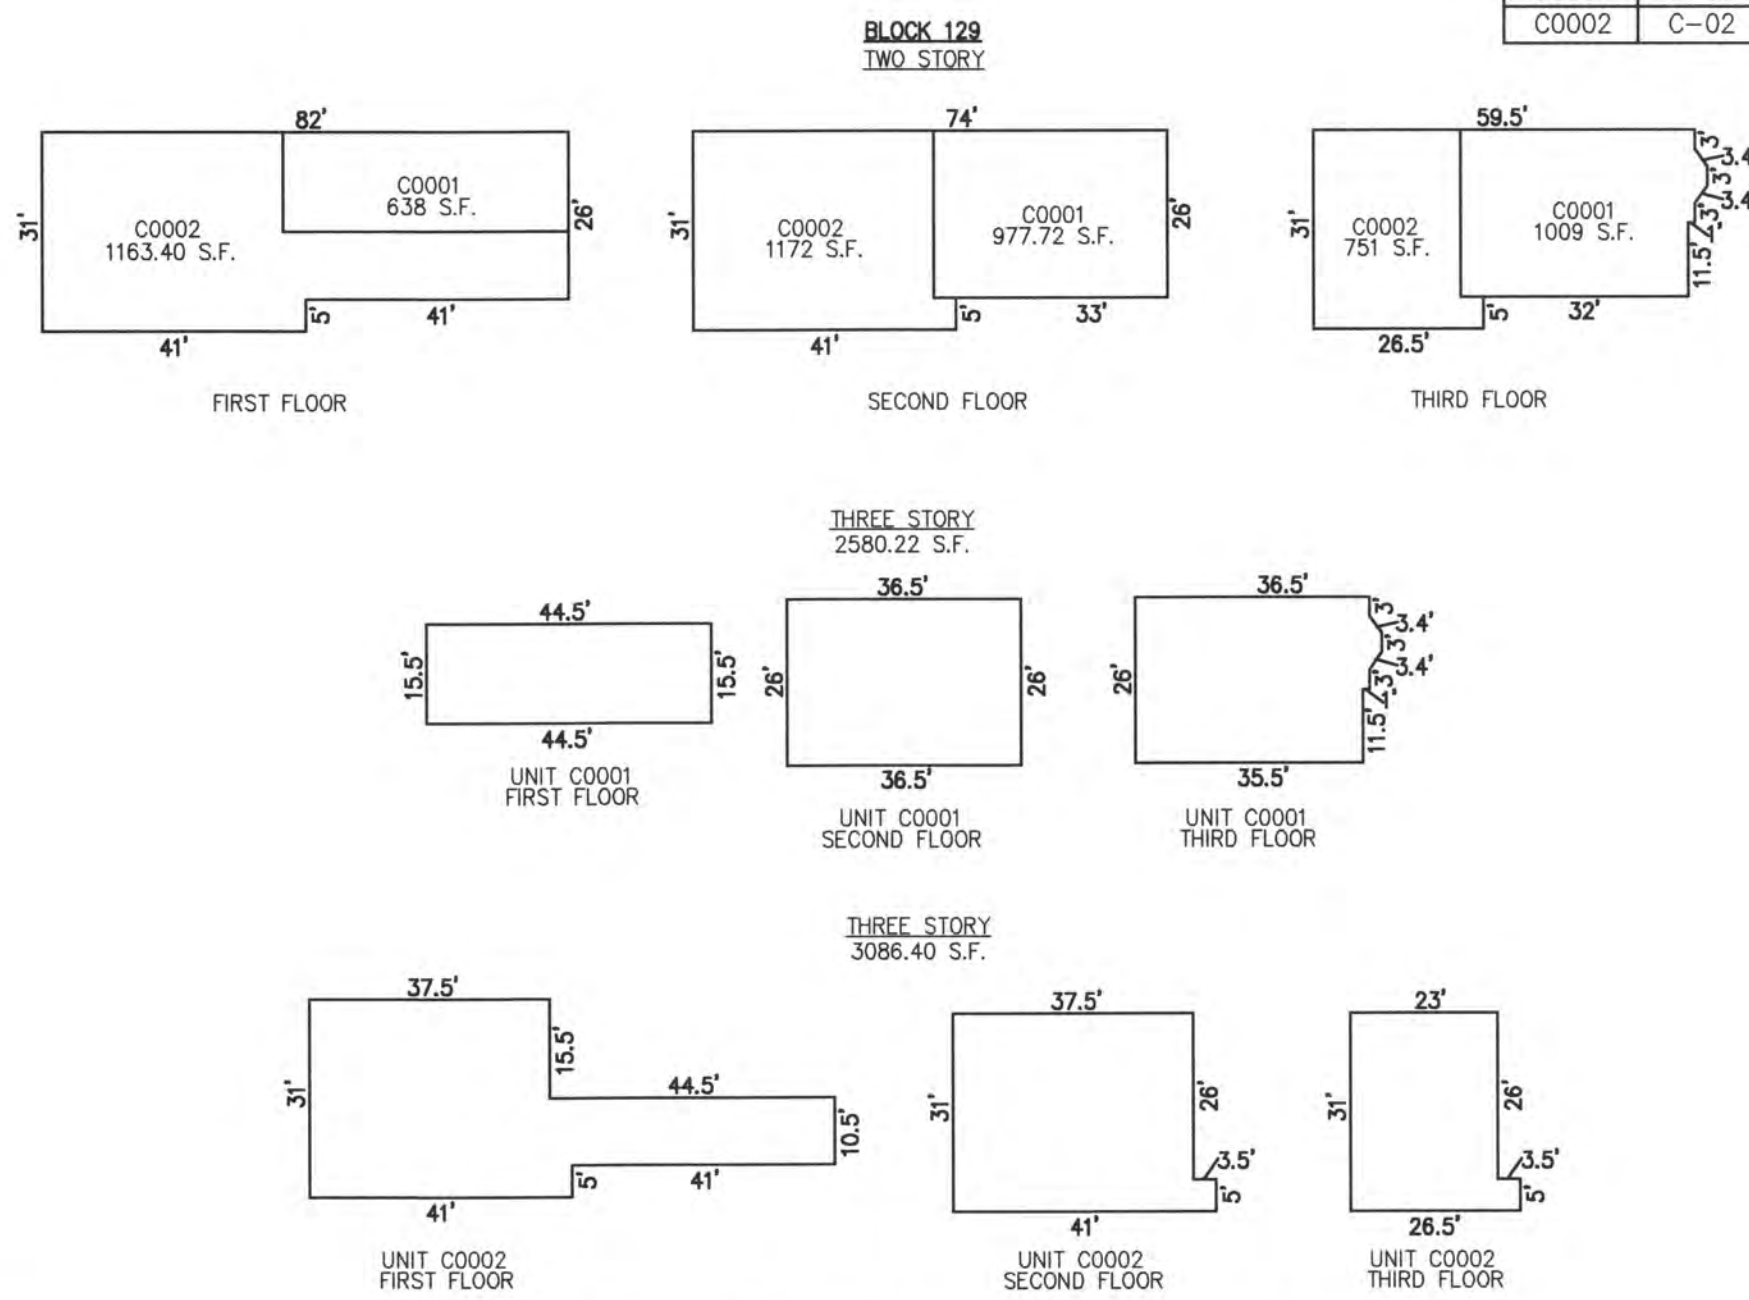 C0002 C-02
BLOCK 129
TWO STORY
82'
31'
C0002
1163.40 S.F.
C0001
638 S.F.
26'
5'
41'
41'
FIRST FLOOR
74'
31'
C0002
1172 S.F.
C0001
977.72 S.F.
26'
5'
33'
41'
SECOND FLOOR
59.5'
31'
C0002
751 S.F.
C0001
1009 S.F.
3'
3.4
3'
3.4
3'
11.5'
5'
32'
26.5'
THIRD FLOOR
THREE STORY
2580.22 S.F.
44.5'
15.5'
15.5'
44.5'
UNIT C0001
FIRST FLOOR
36.5'
26'
26'
36.5'
UNIT C0001
SECOND FLOOR
36.5'
26'
3'
3.4'
3'
3.4'
3'
11.5'
35.5'
UNIT C0001
THIRD FLOOR
THREE STORY
3086.40 S.F.
37.5'
31'
15.5'
44.5'
10.5'
5'
41'
41'
UNIT C0002
FIRST FLOOR
37.5'
31'
26'
3.5'
5'
41'
UNIT C0002
SECOND FLOOR
23'
31'
26'
3.5'
5'
26.5'
UNIT C0002
THIRD FLOOR